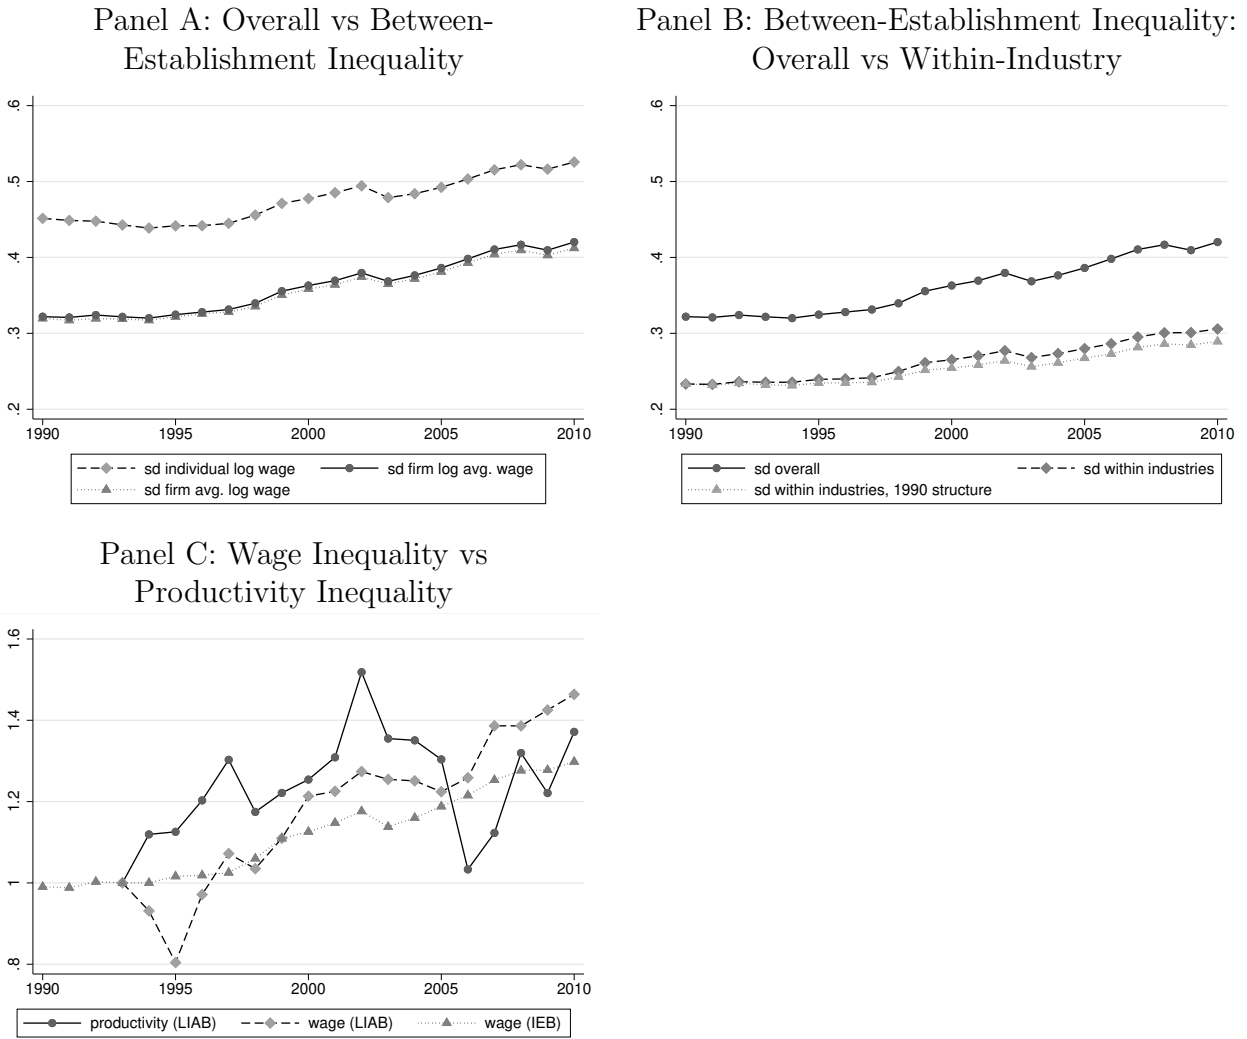 Panel A: Overall vs Between-
Establishment Inequality
.6
.5
.4
.3
.2
1990 1995 2000 2005 2010
sd individual log wage sd firm log avg. wage
sd firm avg. log wage
Panel B: Between-Establishment Inequality:
Overall vs Within-Industry
.6
.5
.4
.3
.2
1990 1995 2000 2005 2010
sd overall sd within industries
sd within industries, 1990 structure
Panel C: Wage Inequality vs
Productivity Inequality
1.6
1.4
1.2
1
.8
1990 1995 2000 2005 2010
productivity (LIAB) wage (LIAB) wage (IEB)